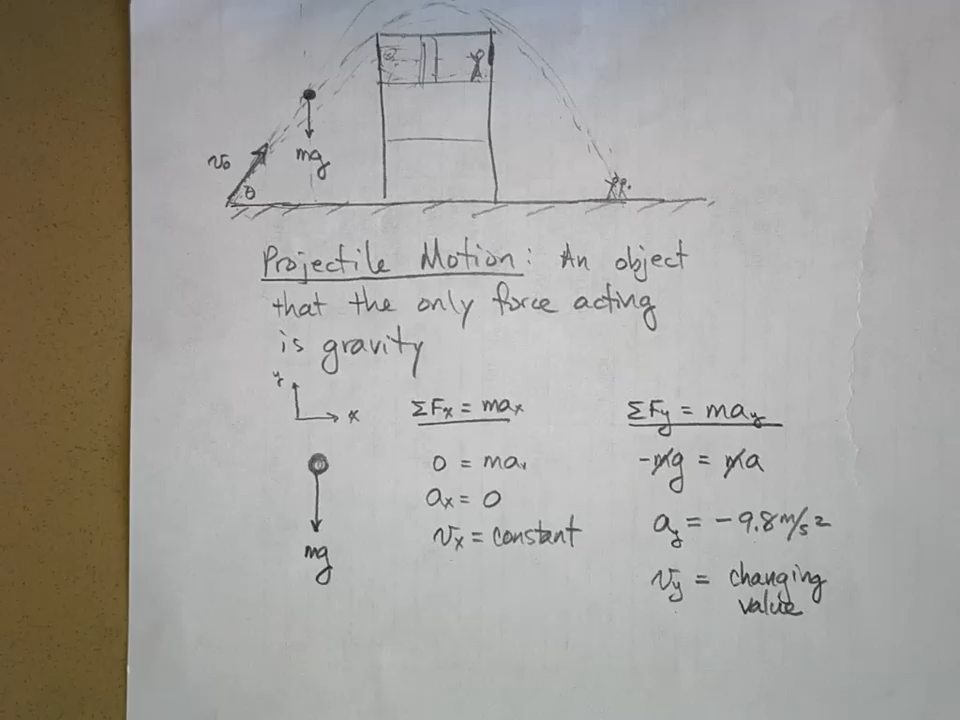 v₀
θ
mg
Projectile Motion: An object
that the only force acting
is gravity
y
x
ΣFx = max
0 = max
ax = 0
vx = constant
mg
ΣFy = may
-mg = ma
ay = -9.8 m/s2
vy = changing
value